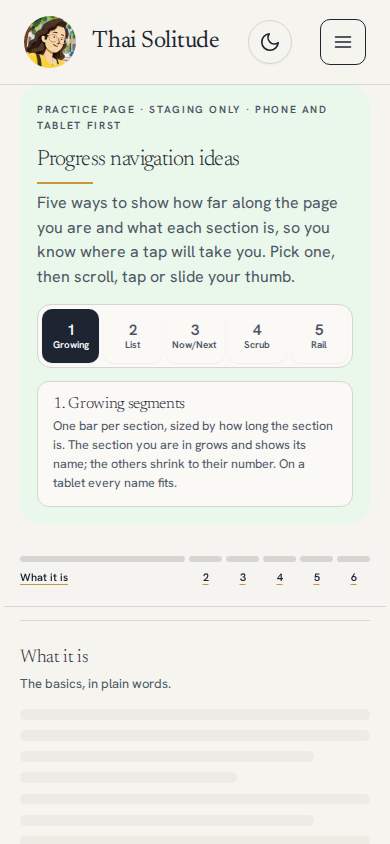 Thai Solitude
PRACTICE PAGE · STAGING ONLY · PHONE AND
TABLET FIRST
Progress navigation ideas
Five ways to show how far along the page
you are and what each section is, so you
know where a tap will take you. Pick one,
then scroll, tap or slide your thumb.
1 2 3 4 5
Growing List Now/Next Scrub Rail
1. Growing segments
One bar per section, sized by how long the section
is. The section you are in grows and shows its
name; the others shrink to their number. On a
tablet every name fits.
What it is 2 3 4 5 6
What it is
The basics, in plain words.